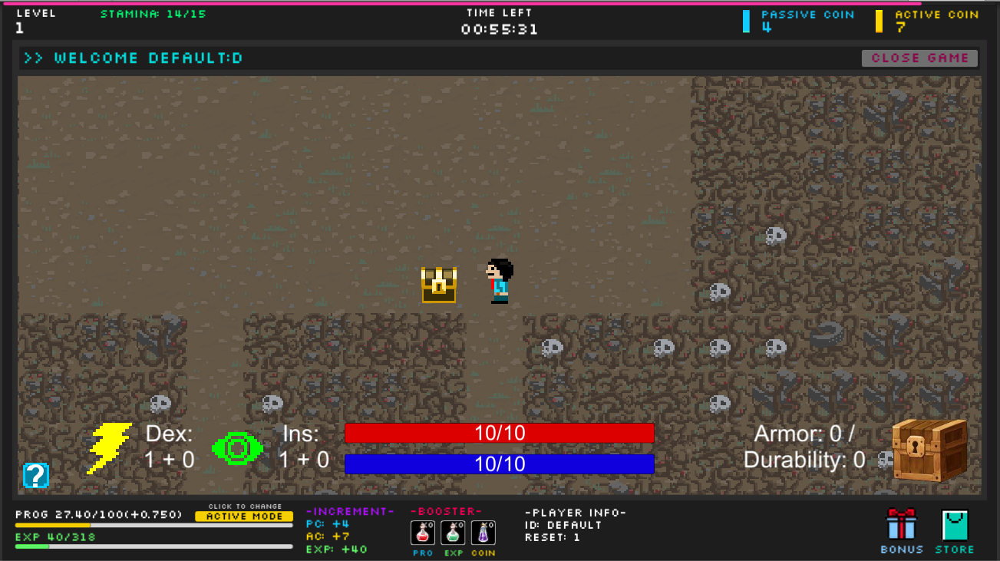 LEVEL
1
STAMINA: 14/15
TIME LEFT
00:55:31
PASSIVE COIN
4
ACTIVE COIN
7
>> WELCOME DEFAULT:D
CLOSE GAME
Dex:
1 + 0
Ins:
1 + 0
10/10
10/10
Armor: 0 /
Durability: 0
?
PROG 27.40/100(+0.750)
CLICK TO CHANGE
ACTIVE MODE
EXP 40/318
-INCREMENT-
PC: +4
AC: +7
EXP: +40
-BOOSTER-
X0
X0
X0
PRO
EXP
COIN
-PLAYER INFO-
ID: DEFAULT
RESET: 1
BONUS
STORE